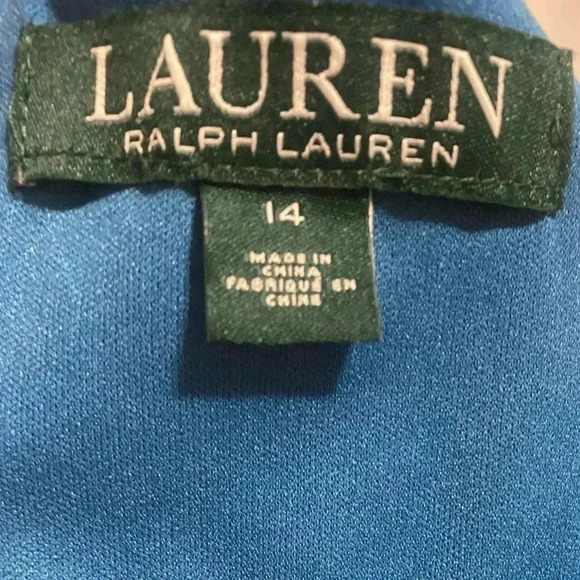 LAUREN
RALPH LAUREN
14
MADE IN
CHINA
FABRIQUÉ EN
CHINE